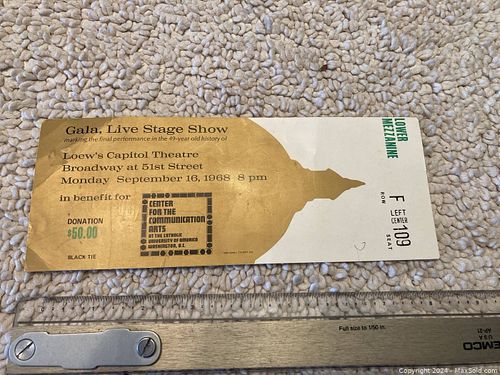 Gala, Live Stage Show
marking the final performance in the 49-year old history of
Loew's Capitol Theatre
Broadway at 51st Street
Monday September 16, 1968 8 pm
in benefit for
CENTER
FOR THE
COMMUNICATION
ARTS
AT THE CATHOLIC
UNIVERSITY OF AMERICA
WASHINGTON, D.C.
DONATION
$50.00
BLACK TIE
LOWER
MEZZANINE
F
ROW
LEFT
CENTER
109
SEAT
Full size to 1/50 in.
U S A
AP-21
Copyright 2024 - MaxSold.com